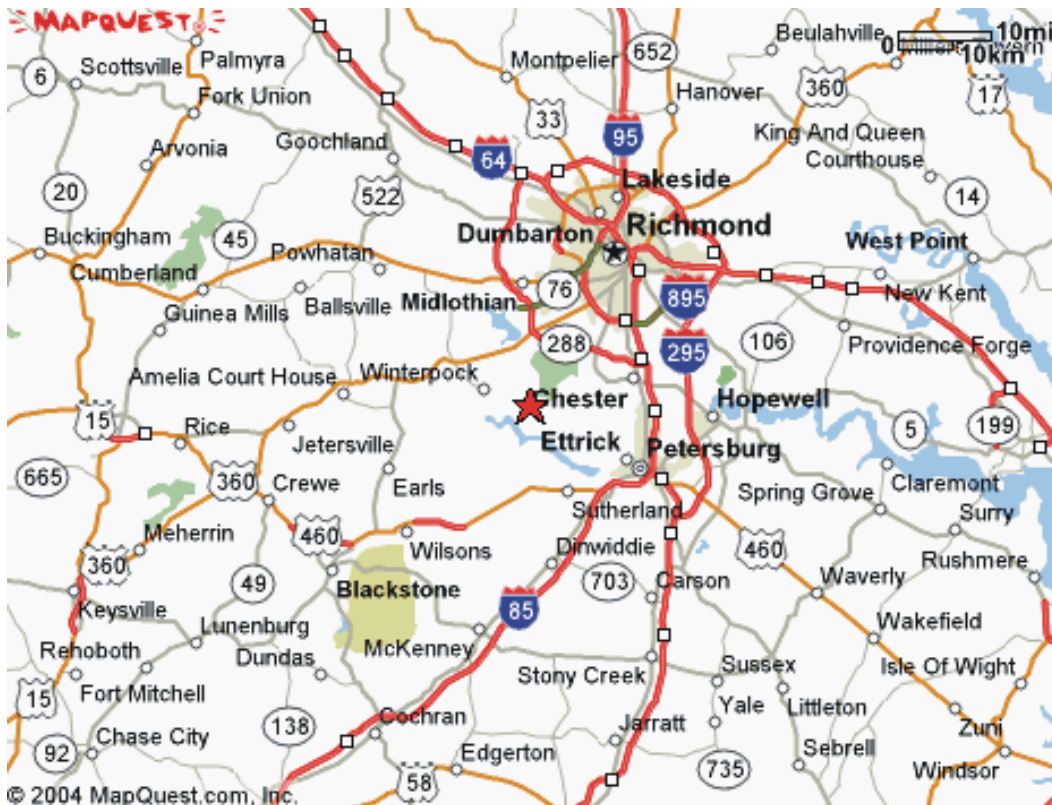 MAPQUEST
10mi
0
10km
Beulahville
652
6
Scottsville
Palmyra
Montpelier
360
17
Fork Union
Hanover
33
95
Goochland
King And Queen
Courthouse
Arvonia
64
20
522
Lakeside
14
45
Richmond
Buckingham
Dumbarton
West Point
Powhatan
Cumberland
76
Ballsville
Midlothian
895
New Kent
Guinea Mills
288
295
106
Providence Forge
Amelia Court House
Winterpock
Chester
Hopewell
15
Rice
Jetersville
Ettrick
Petersburg
5
199
665
360
Crewe
Earls
Claremont
Spring Grove
Sutherland
Surry
Meherrin
460
Wilsons
Dinwiddie
460
Rushmere
360
49
Blackstone
703
Carson
Waverly
Keysville
85
Lunenburg
McKenney
Wakefield
Rehoboth
Dundas
Stony Creek
Sussex
Isle Of Wight
15
Fort Mitchell
Yale
Littleton
138
Cochran
Jarratt
Zuni
92
Chase City
Edgerton
Sebrell
58
735
Windsor
© 2004 MapQuest.com, Inc.